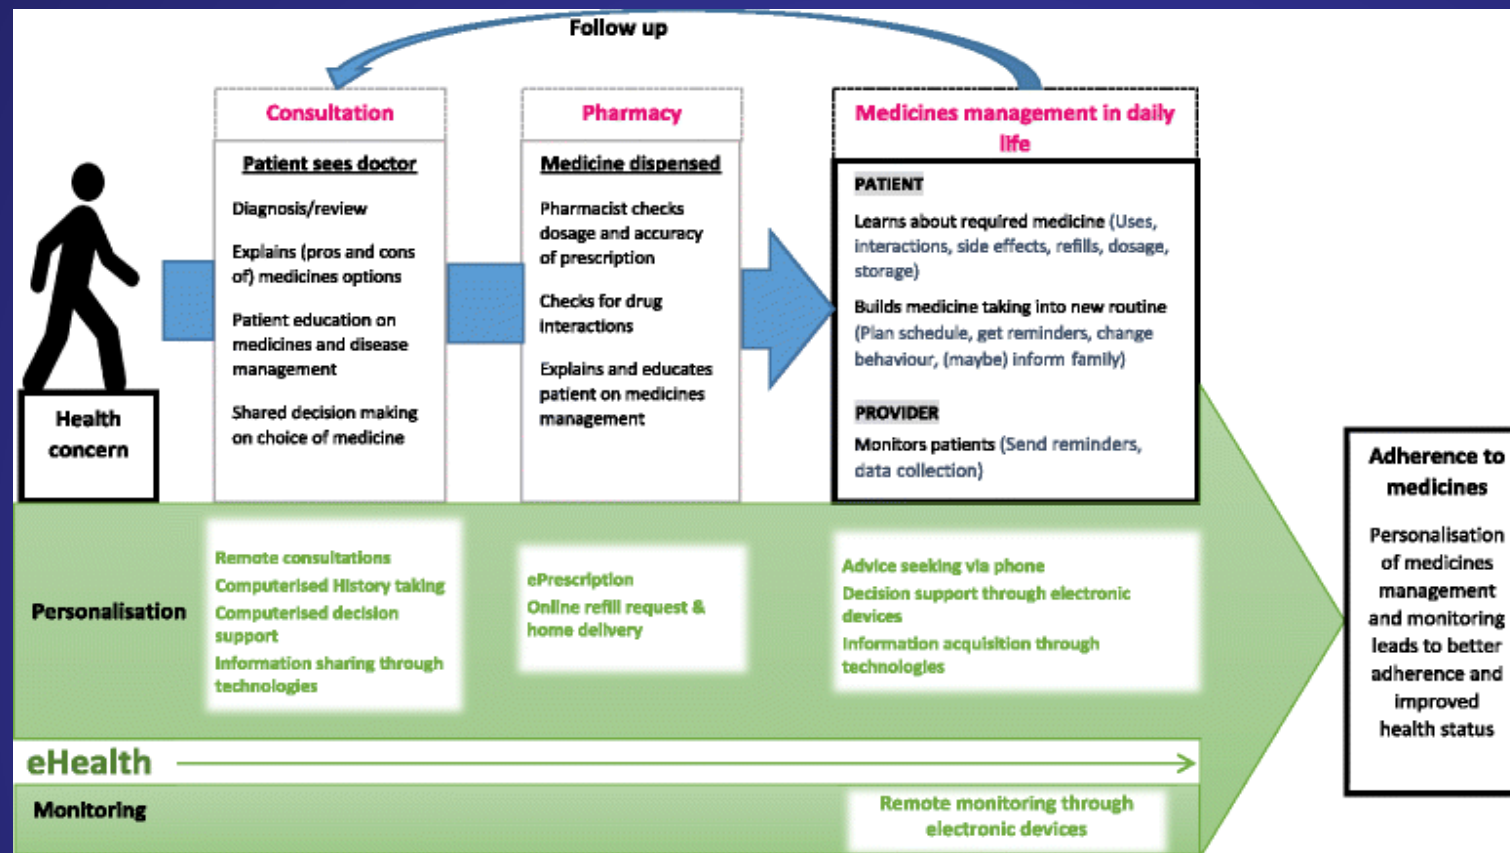 Follow up
Consultation
Patient sees doctor
Diagnosis/review
Explains (pros and cons
of) medicines options
Patient education on
medicines and disease
management
Shared decision making
on choice of medicine
Pharmacy
Medicine dispensed
Pharmacist checks
dosage and accuracy
of prescription
Checks for drug
interactions
Explains and educates
patient on medicines
management
Medicines management in daily
life
PATIENT
Learns about required medicine (Uses,
interactions, side effects, refills, dosage,
storage)
Builds medicine taking into new routine
(Plan schedule, get reminders, change
behaviour, (maybe) inform family)
PROVIDER
Monitors patients (Send reminders,
data collection)
Health
concern
Personalisation
Remote consultations
Computerised History taking
Computerised decision
support
Information sharing through
technologies
ePrescription
Online refill request &
home delivery
Advice seeking via phone
Decision support through electronic
devices
Information acquisition through
technologies
eHealth
Monitoring
Remote monitoring through
electronic devices
Adherence to
medicines
Personalisation
of medicines
management
and monitoring
leads to better
adherence and
improved
health status